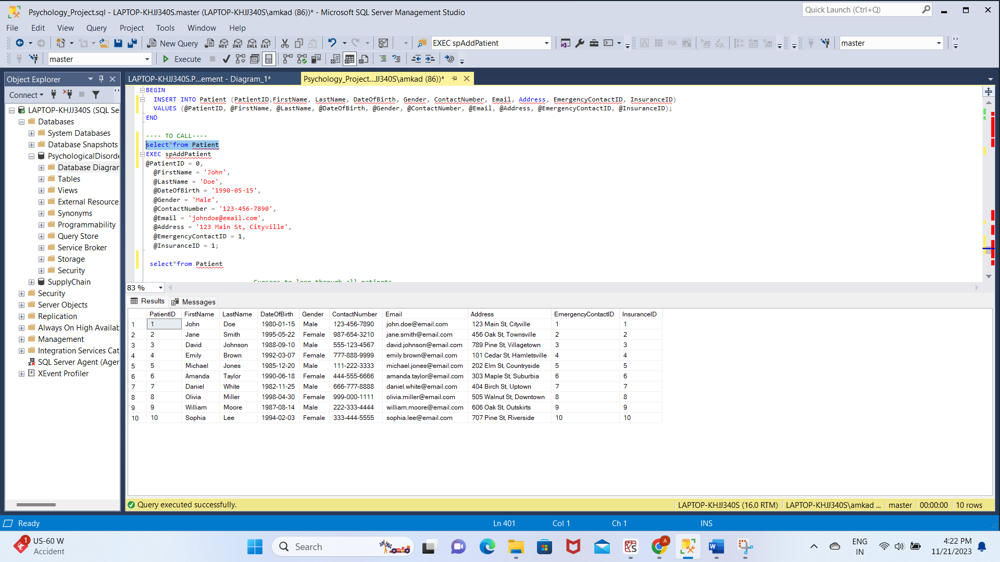 Psychology_Project.sql - LAPTOP-KHJJ340S.master (LAPTOP-KHJJ340S\amkad (86))* - Microsoft SQL Server Management Studio
Quick Launch (Ctrl+Q)
File Edit View Query Project Tools Window Help
New Query MDX DMX XMLA DAX EXEC spAddPatient SQL SQL master
master Execute
Object Explorer
LAPTOP-KHJJ340S.P...ement - Diagram_1*
Psychology_Project...JJ340S\amkad (86))*
Connect
LAPTOP-KHJJ340S (SQL Se
Databases
System Databases
Database Snapshots
PsychologicalDisorde
Database Diagran
Tables
Views
External Resource
Synonyms
Programmability
Query Store
Service Broker
Storage
Security
SupplyChain
Security
Server Objects
Replication
Always On High Availab
Management
Integration Services Cat
SQL Server Agent (Ager
XEvent Profiler
BEGIN
INSERT INTO Patient (PatientID,FirstName, LastName, DateOfBirth, Gender, ContactNumber, Email, Address, EmergencyContactID, InsuranceID)
VALUES (@PatientID, @FirstName, @LastName, @DateOfBirth, @Gender, @ContactNumber, @Email, @Address, @EmergencyContactID, @InsuranceID);
END
---- TO CALL----
select*from Patient
EXEC spAddPatient
@PatientID = 0,
@FirstName = 'John',
@LastName = 'Doe',
@DateOfBirth = '1990-05-15',
@Gender = 'Male',
@ContactNumber = '123-456-7890',
@Email = 'johndoe@email.com',
@Address = '123 Main St, Cityville',
@EmergencyContactID = 1,
@InsuranceID = 1;
select*from Patient
Cursors to loop
83 %
Results Messages
PatientID FirstName LastName DateOfBirth Gender ContactNumber Email Address EmergencyContactID InsuranceID
1 1 John Doe 1980-01-15 Male 123-456-7890 john.doe@email.com 123 Main St, Cityville 1 1
2 2 Jane Smith 1995-05-22 Female 987-654-3210 jane.smith@email.com 456 Oak St, Townsville 2 2
3 3 David Johnson 1988-09-10 Male 555-123-4567 david.johnson@email.com 789 Pine St, Villagetown 3 3
4 4 Emily Brown 1992-03-07 Female 777-888-9999 emily.brown@email.com 101 Cedar St, Hamletsville 4 4
5 5 Michael Jones 1985-12-20 Male 111-222-3333 michael.jones@email.com 202 Elm St, Countryside 5 5
6 6 Amanda Taylor 1990-06-18 Female 444-555-6666 amanda.taylor@email.com 303 Maple St, Suburbia 6 6
7 7 Daniel White 1982-11-25 Male 666-777-8888 daniel.white@email.com 404 Birch St, Uptown 7 7
8 8 Olivia Miller 1998-04-30 Female 999-000-1111 olivia.miller@email.com 505 Walnut St, Downtown 8 8
9 9 William Moore 1987-08-14 Male 222-333-4444 william.moore@email.com 606 Oak St, Outskirts 9 9
10 10 Sophia Lee 1994-02-03 Female 333-444-5555 sophia.lee@email.com 707 Pine St, Riverside 10 10
Query executed successfully. LAPTOP-KHJJ340S (16.0 RTM) LAPTOP-KHJJ340S\amkad ... master 00:00:00 10 rows
Ready Ln 401 Col 1 Ch 1 INS
1 US-60 W
Accident
Search
A
ENG
IN
4:22 PM
11/21/2023